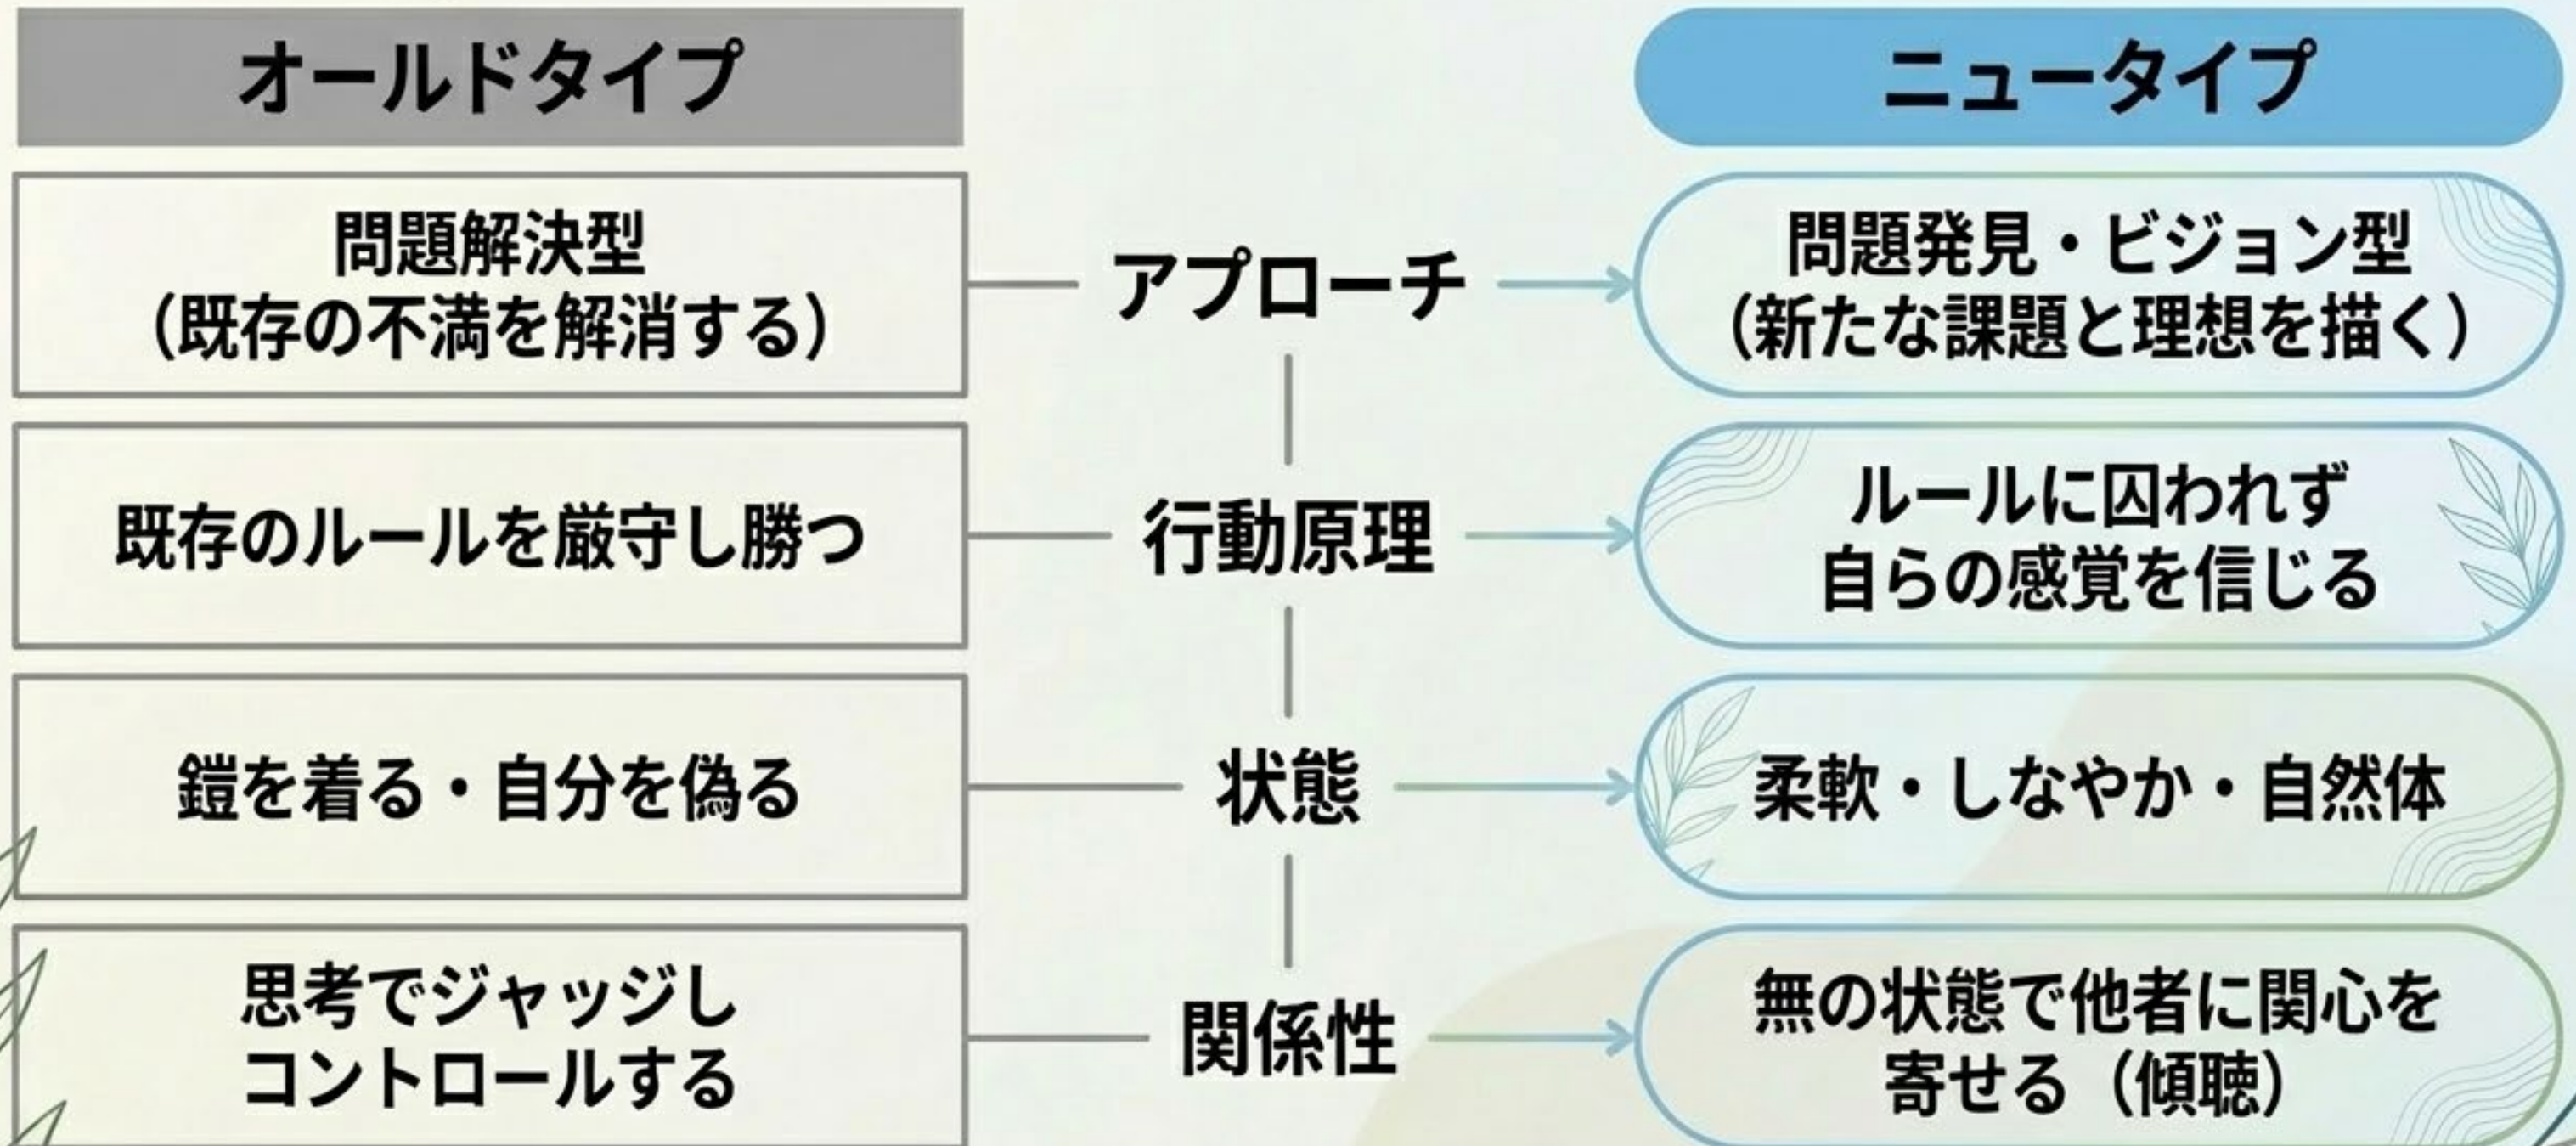 オールドタイプ
ニュータイプ
問題解決型
（既存の不満を解消する）
アプローチ
問題発見・ビジョン型
（新たな課題と理想を描く）
既存のルールを厳守し勝つ
行動原理
ルールに囚われず
自らの感覚を信じる
鎧を着る・自分を偽る
状態
柔軟・しなやか・自然体
思考でジャッジし
コントロールする
関係性
無の状態で他者に関心を
寄せる（傾聴）